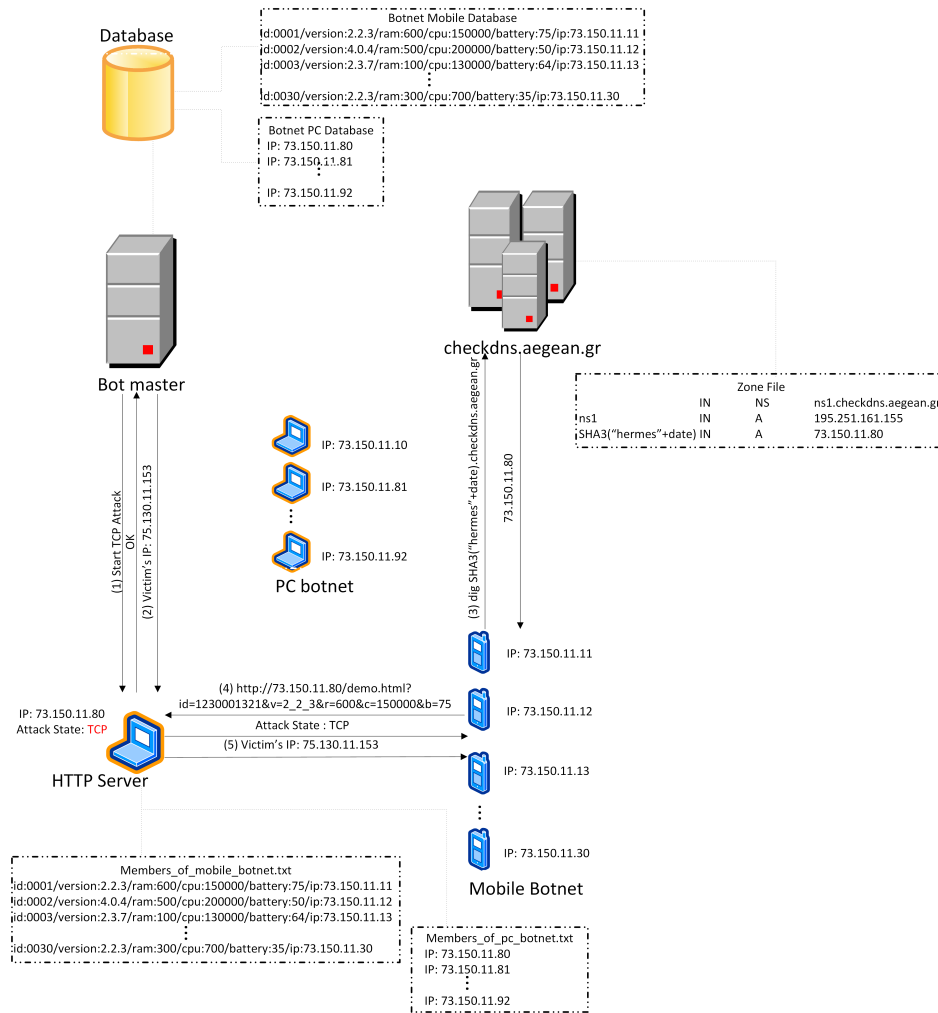 Database
Botnet Mobile Database
id:0001/version:2.2.3/ram:600/cpu:150000/battery:75/ip:73.150.11.11
id:0002/version:4.0.4/ram:500/cpu:200000/battery:50/ip:73.150.11.12
id:0003/version:2.3.7/ram:100/cpu:130000/battery:64/ip:73.150.11.13
id:0030/version:2.2.3/ram:300/cpu:700/battery:35/ip:73.150.11.30
Botnet PC Database
IP: 73.150.11.80
IP: 73.150.11.81
IP: 73.150.11.92
Bot master
checkdns.aegean.gr
Zone File
IN NS ns1.checkdns.aegean.gr
ns1 IN A 195.251.161.155
SHA3("hermes"+date) IN A 73.150.11.80
(1) Start TCP Attack
OK
(2) Victim's IP: 75.130.11.153
IP: 73.150.11.10
IP: 73.150.11.81
IP: 73.150.11.92
PC botnet
(3) dig SHA3("hermes"+date).checkdns.aegean.gr
73.150.11.80
IP: 73.150.11.11
IP: 73.150.11.12
IP: 73.150.11.13
IP: 73.150.11.30
Mobile Botnet
(4) http://73.150.11.80/demo.html?
id=1230001321&v=2_2_3&r=600&c=150000&b=75
Attack State : TCP
(5) Victim's IP: 75.130.11.153
IP: 73.150.11.80
Attack State: TCP
HTTP Server
Members_of_mobile_botnet.txt
id:0001/version:2.2.3/ram:600/cpu:150000/battery:75/ip:73.150.11.11
id:0002/version:4.0.4/ram:500/cpu:200000/battery:50/ip:73.150.11.12
id:0003/version:2.3.7/ram:100/cpu:130000/battery:64/ip:73.150.11.13
id:0030/version:2.2.3/ram:300/cpu:700/battery:35/ip:73.150.11.30
Members_of_pc_botnet.txt
IP: 73.150.11.80
IP: 73.150.11.81
IP: 73.150.11.92